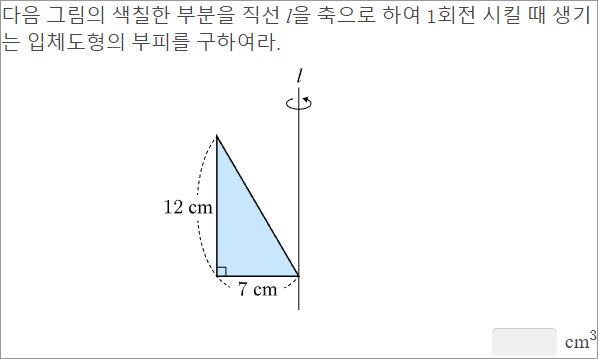 다음 그림의 색칠한 부분을 직선 l을 축으로 하여 1회전 시킬 때 생기
는 입체도형의 부피를 구하여라.
l
12 cm
7 cm
cm³